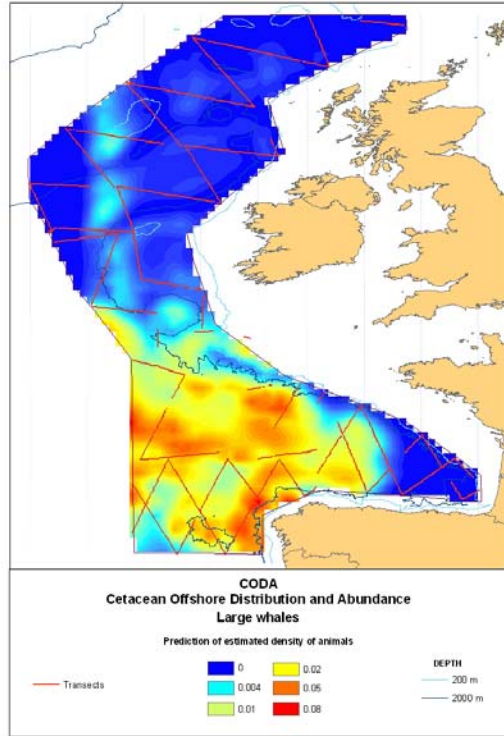 CODA
Cetacean Offshore Distribution and Abundance
Large whales
Prediction of estimated density of animals
Transects
0
0.004
0.01
0.02
0.05
0.08
DEPTH
200 m
2000 m